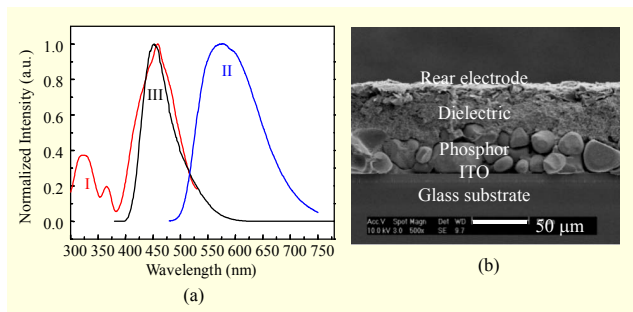 Normalized Intensity (a.u.)
1.0
0.8
0.6
0.4
0.2
0.0
I
II
III
300 350 400 450 500 550 600 650 700 750
Wavelength (nm)
(a)
Rear electrode
Dielectric
Phosphor
ITO
Glass substrate
Acc.V Spot Magn Det WD
10.0 kV 3.0 500x SE 9.7
50 µm
(b)